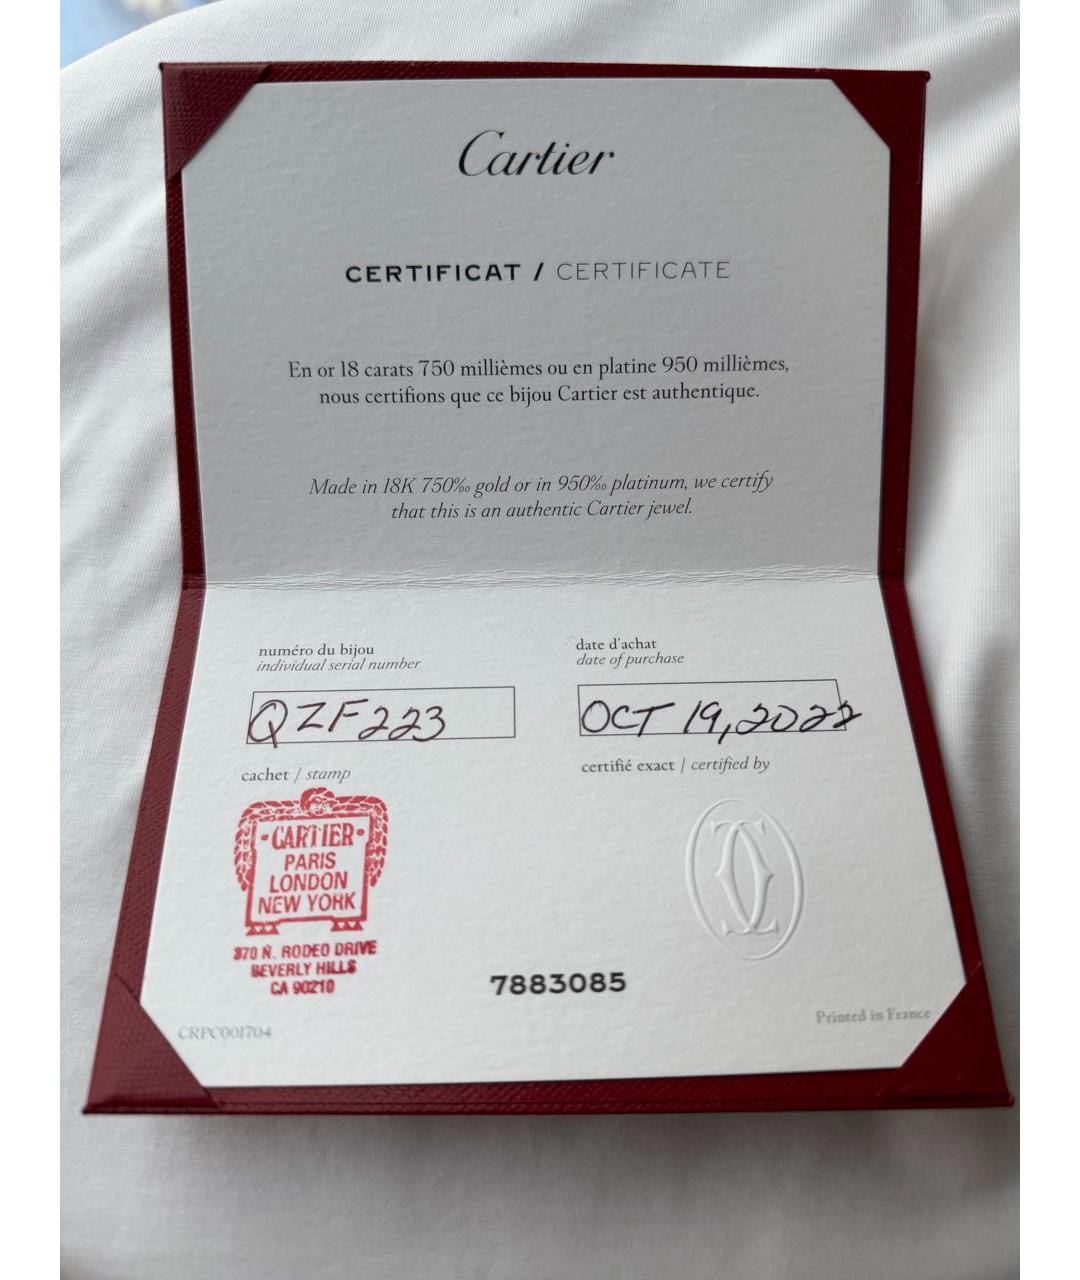 Cartier
CERTIFICAT / CERTIFICATE
En or 18 carats 750 millièmes ou en platine 950 millièmes,
nous certifions que ce bijou Cartier est authentique.
Made in 18K 750‰ gold or in 950‰ platinum, we certify
that this is an authentic Cartier jewel.
numéro du bijou
individual serial number
QZF223
date d'achat
date of purchase
OCT 19, 2022
cachet / stamp
certifié exact / certified by
CARTIER
PARIS
LONDON
NEW YORK
370 N. RODEO DRIVE
BEVERLY HILLS
CA 90210
7883085
CRPC001704
Printed in France